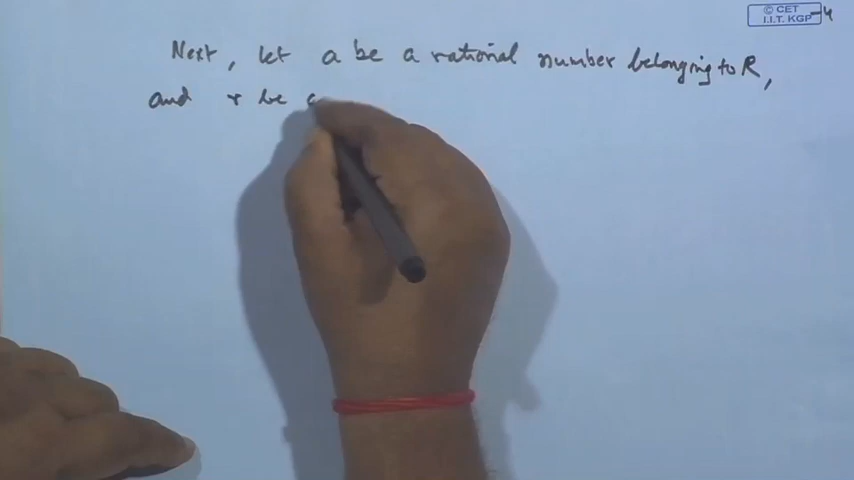 © CET
I.I.T. KGP
Next, let a be a rational number belonging to R,
and r be a